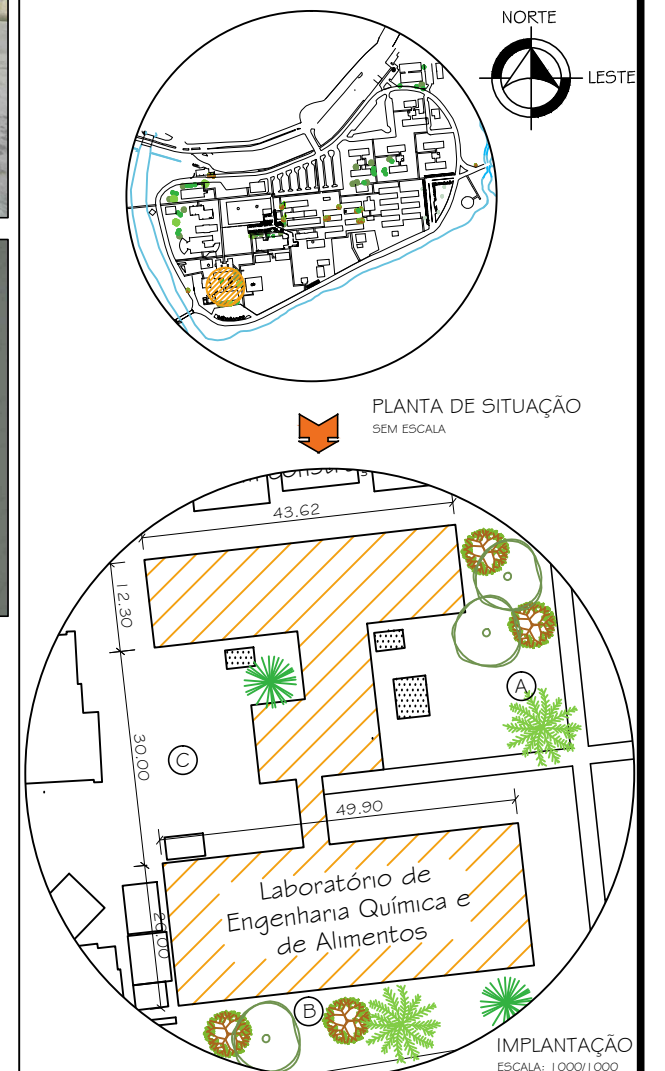 NORTE
LESTE
PLANTA DE SITUAÇÃO
SEM ESCALA
43.62
12.30
A
30.00
C
49.90
Laboratório de
Engenharia Química e
de Alimentos
B
IMPLANTAÇÃO
ESCALA: 1000/1000